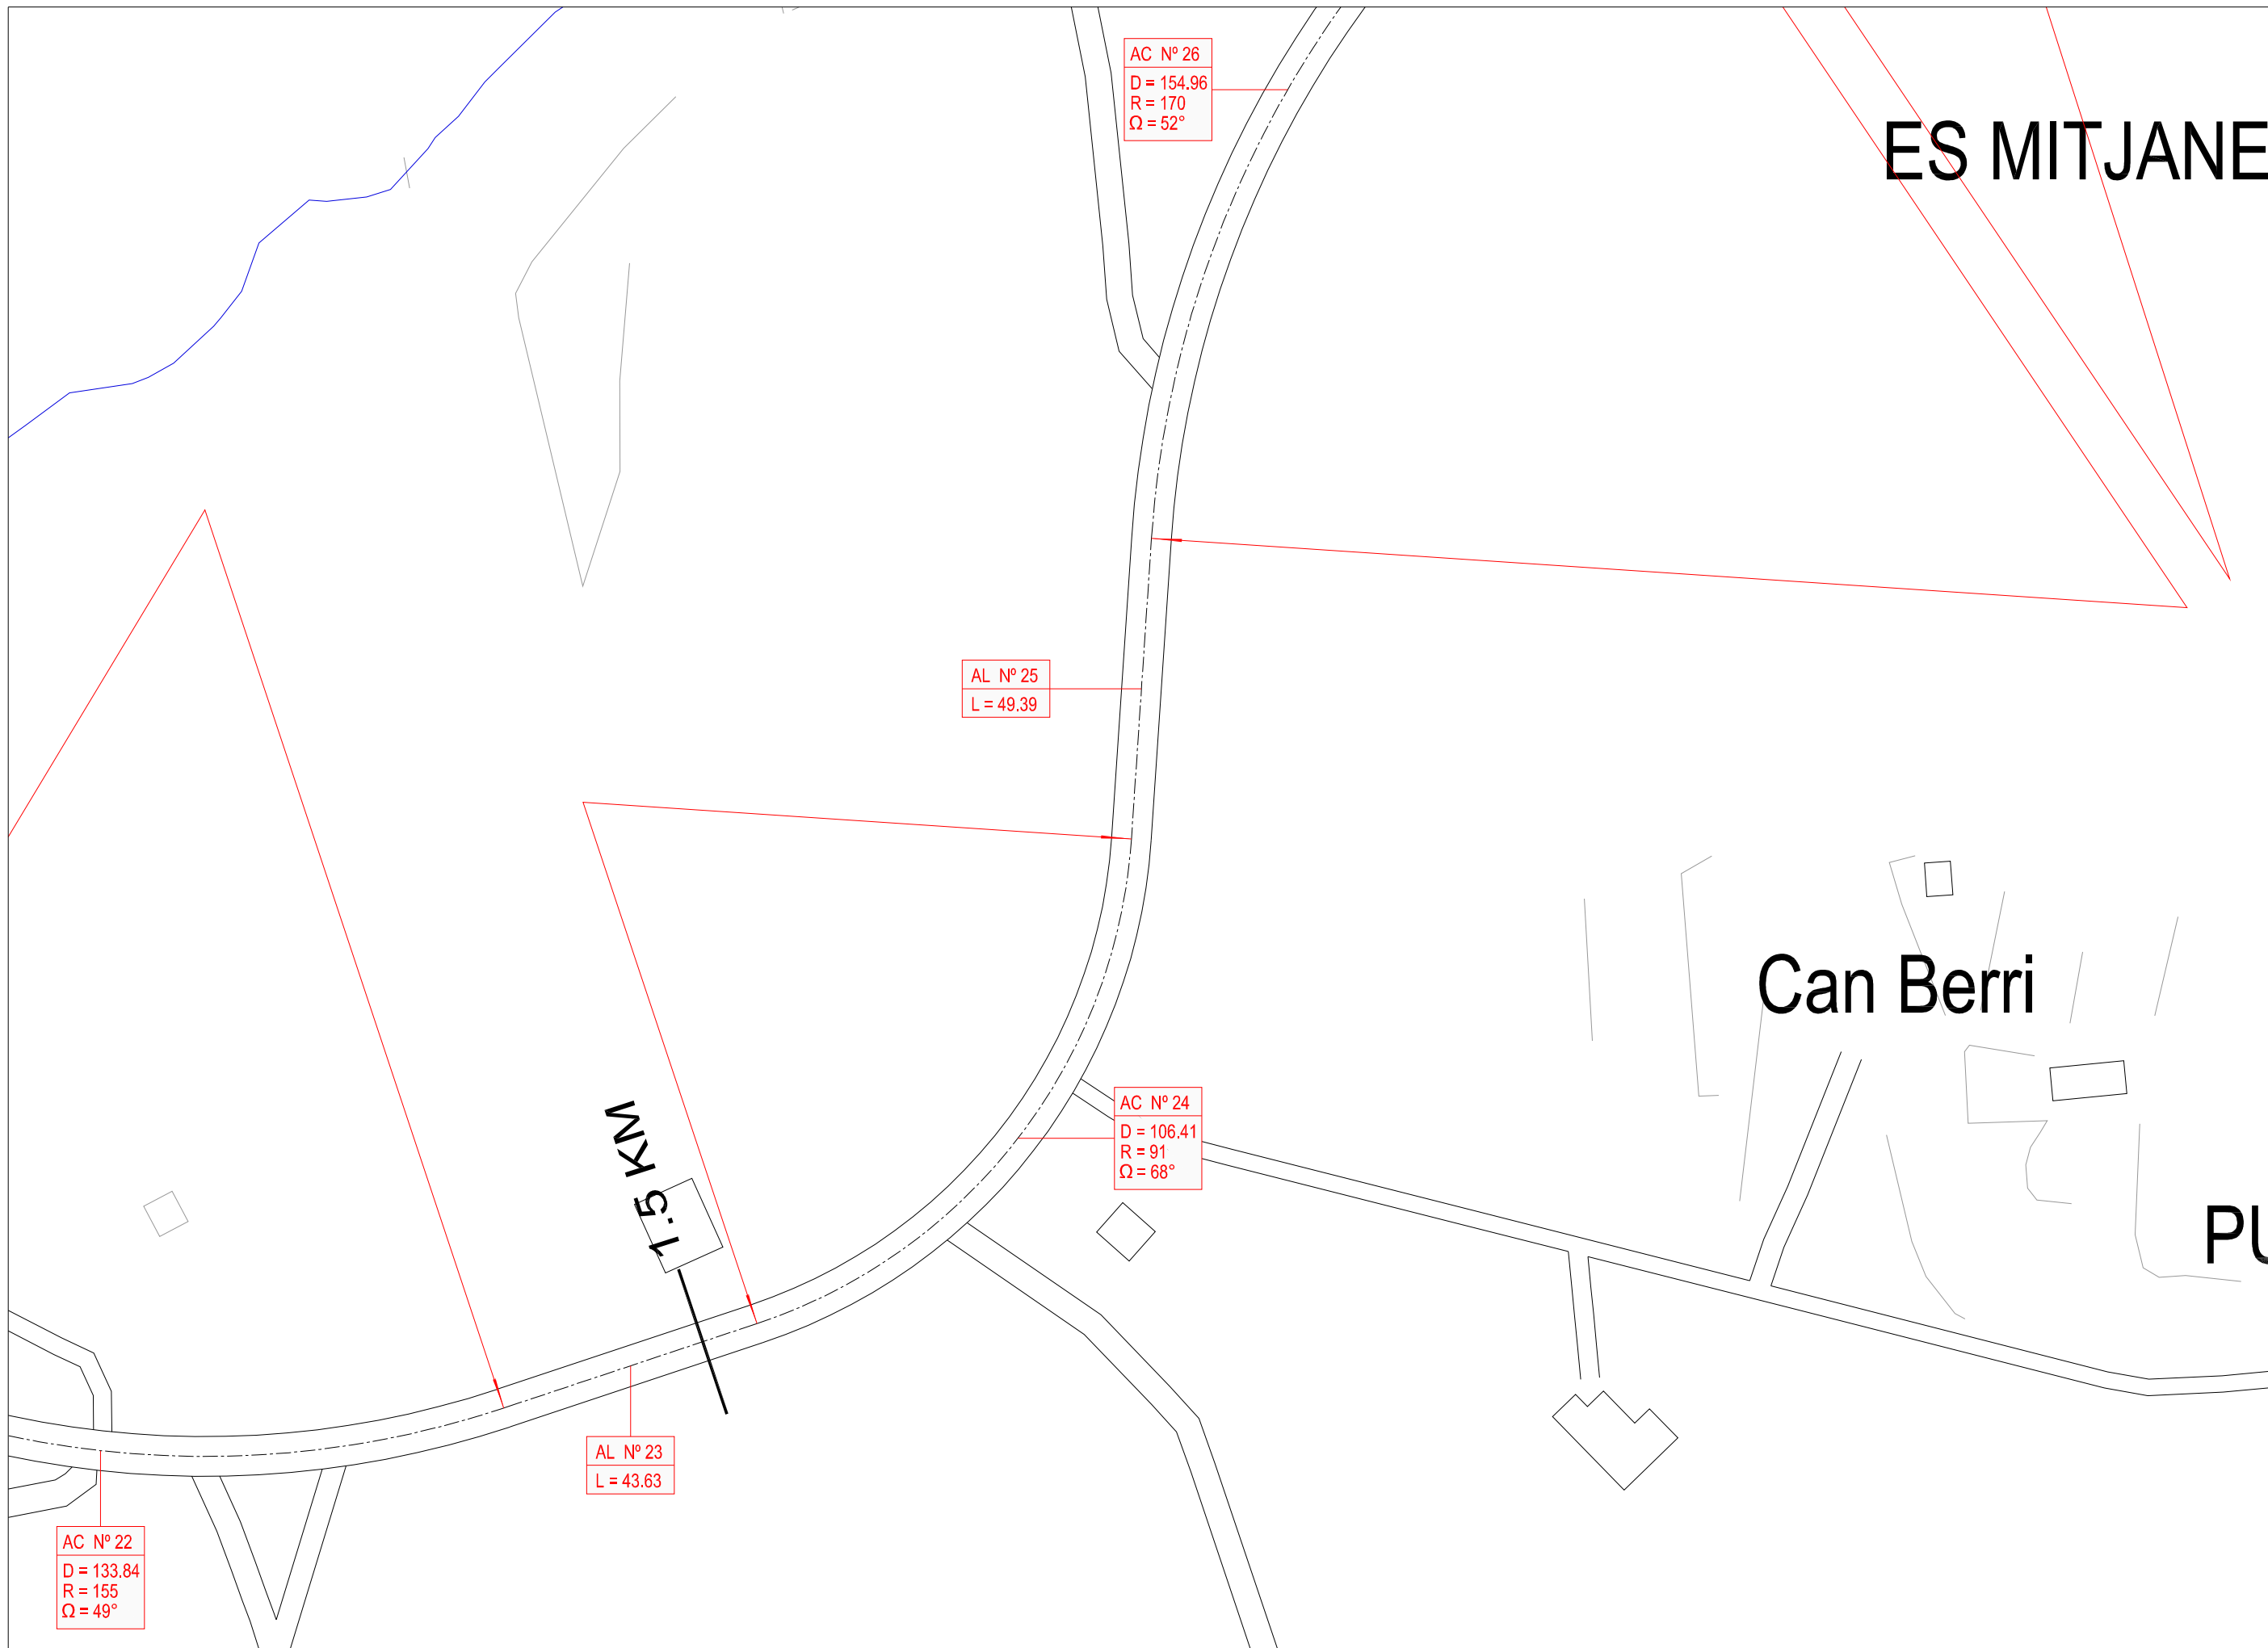 AC Nº 26
D = 154.96
R = 170
Ω = 52°
ES MITJANE
AL Nº 25
L = 49.39
Can Berri
AC Nº 24
D = 106.41
R = 91
Ω = 68°
1.5 KM
PU
AL Nº 23
L = 43.63
AC Nº 22
D = 133.84
R = 155
Ω = 49°